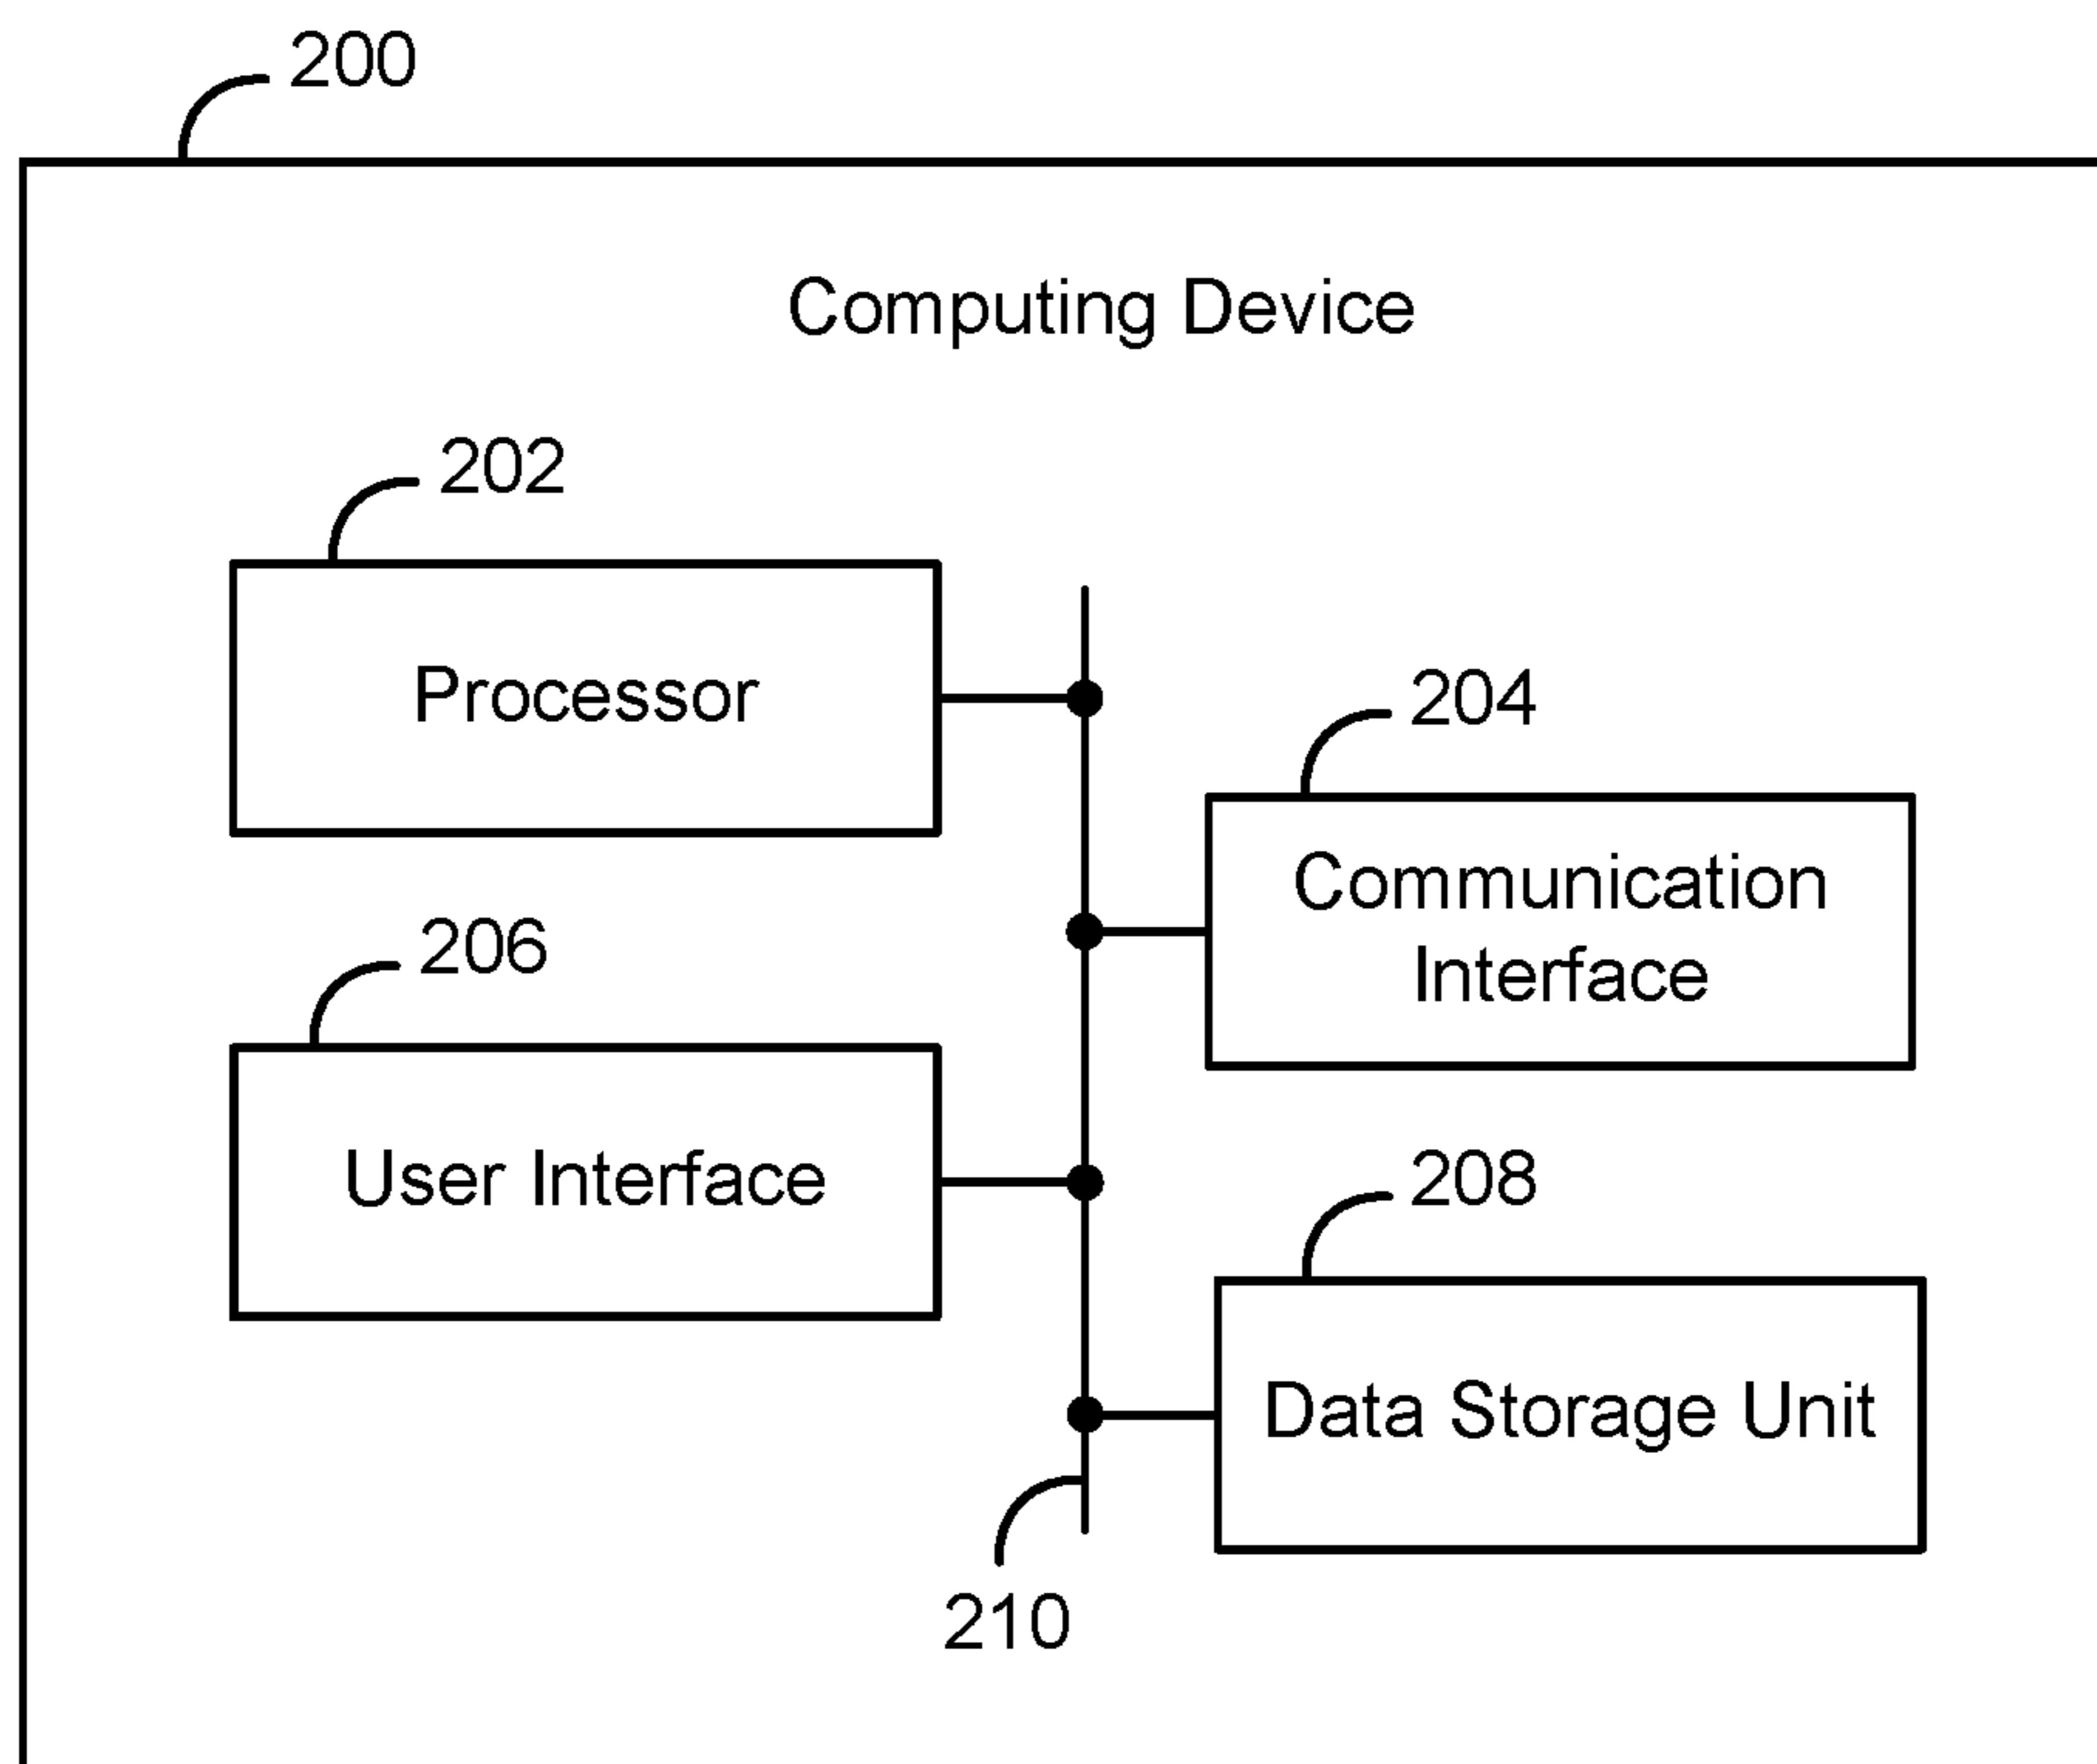 200
Computing Device
202
Processor
204
Communication
Interface
206
User Interface
208
Data Storage Unit
210